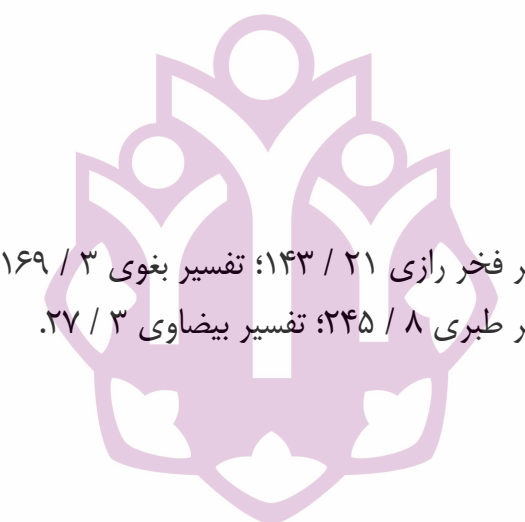 ر فخر رازی ۲۱ / ۱۴۳؛ تفسیر بغوی ۳ / ۱۶۹
ر طبری ۸ / ۲۴۵؛ تفسیر بیضاوی ۳ / ۲۷.